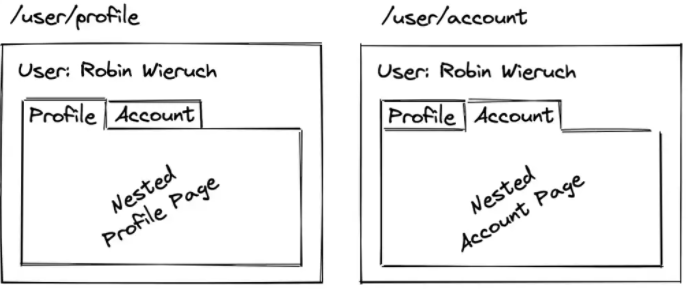 /user/profile
User: Robin Wieruch
Profile Account
Nested
Profile Page
/user/account
User: Robin Wieruch
Profile Account
Nested
Account Page